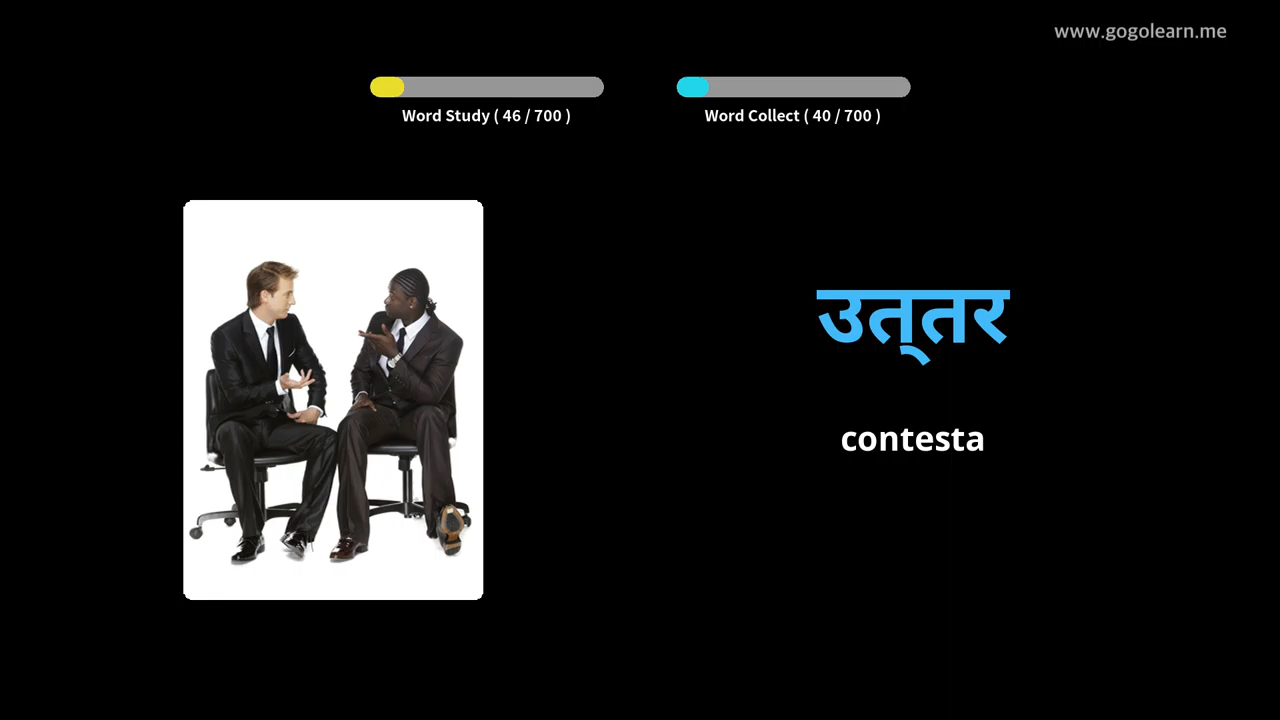 www.gogolearn.me
Word Study ( 46 / 700 )
Word Collect ( 40 / 700 )
उत्‌तर
contesta